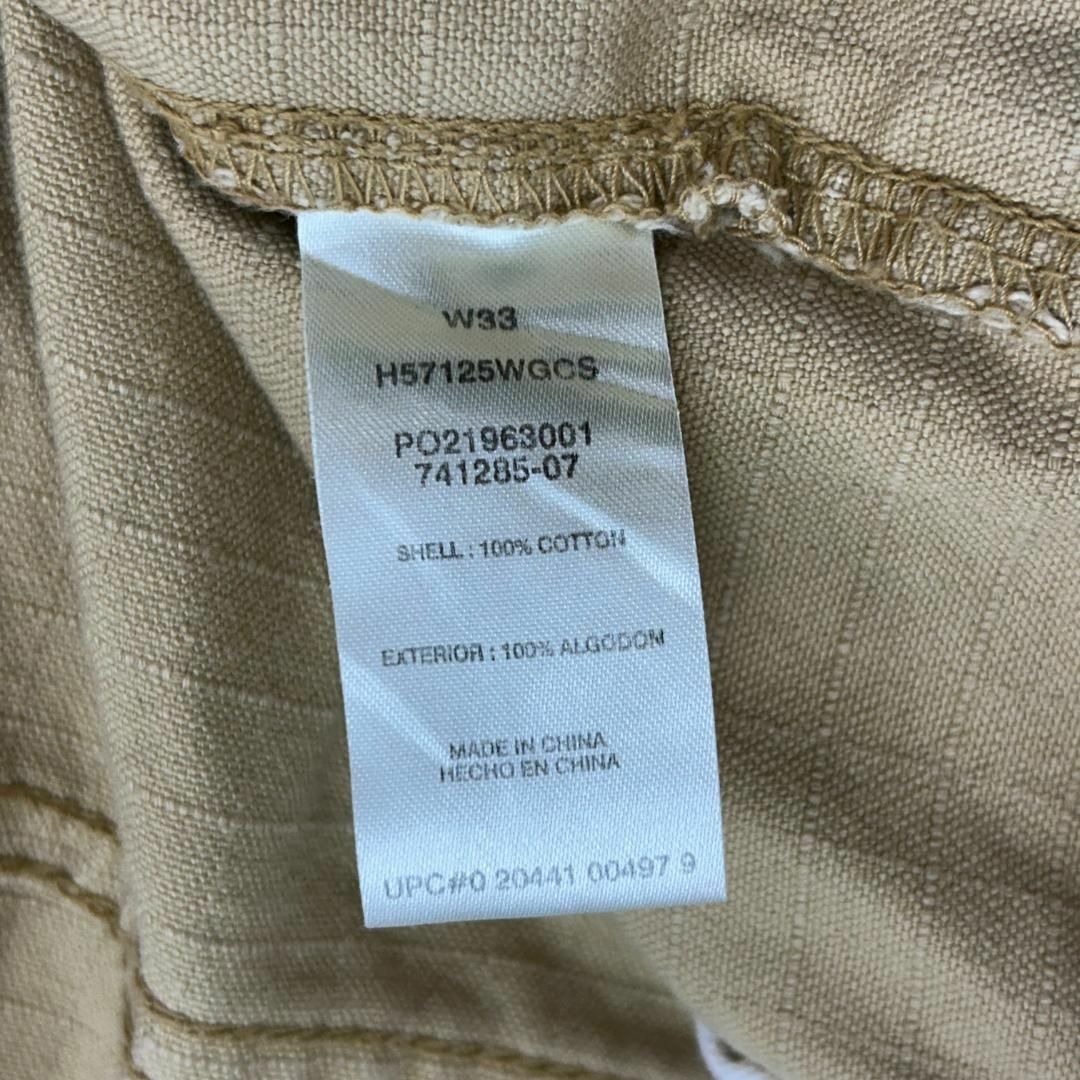 W33
H57125WGCS
PO21963001
741285-07
SHELL : 100% COTTON
EXTERIOR : 100% ALGODOM
MADE IN CHINA
HECHO EN CHINA
UPC#0 20441 00497 9